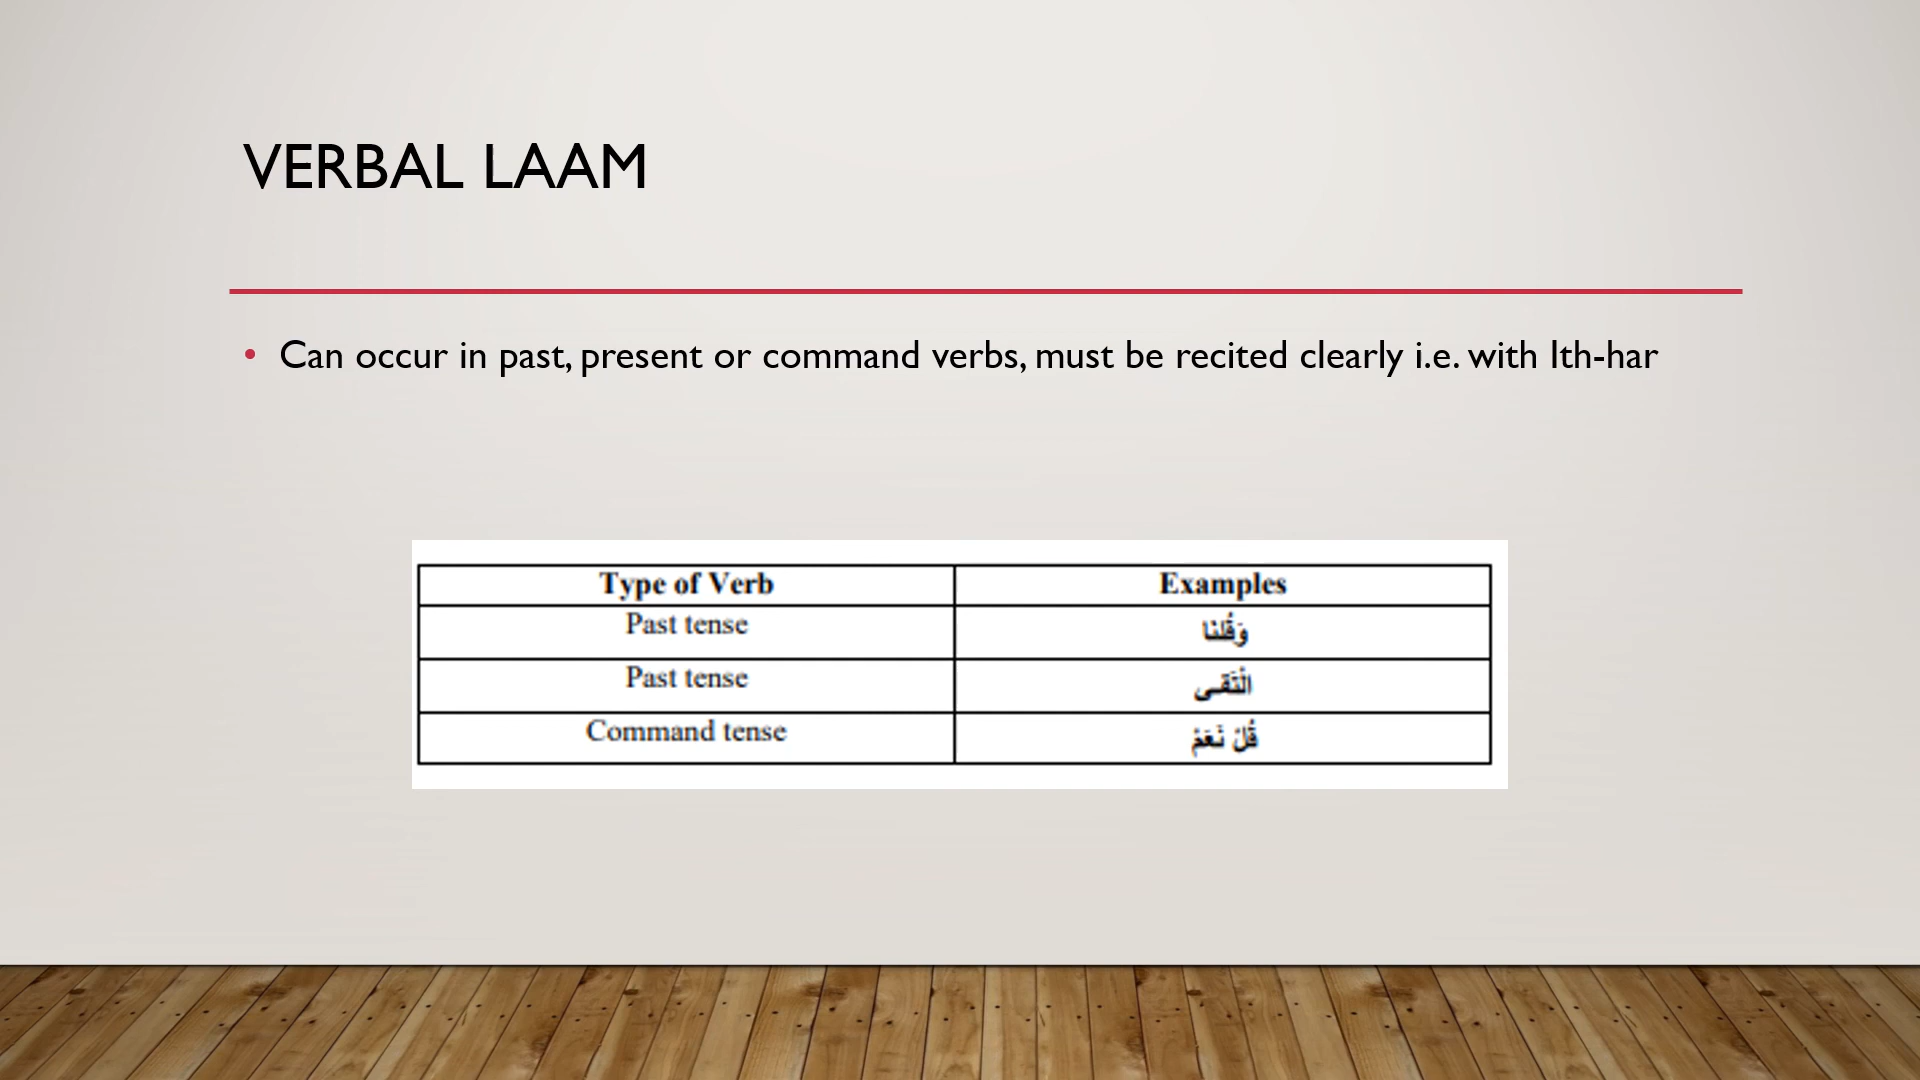 VERBAL LAAM
• Can occur in past, present or command verbs, must be recited clearly i.e. with Ith-har
Type of Verb Examples
Past tense وَقُلْنَا
Past tense الْتَقَى
Command tense قُلْ نَعَمْ